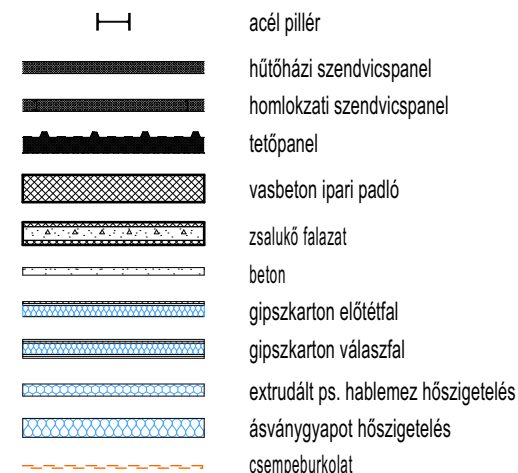 acél pillér
hűtőházi szendvicspanel
homlokzati szendvicspanel
tetőpanel
vasbeton ipari padló
zsalukő falazat
beton
gipszkarton előtétfal
gipszkarton válaszfal
extrudált ps. hablemez hőszigetelés
ásványgyapot hőszigetelés
csempeburkolat